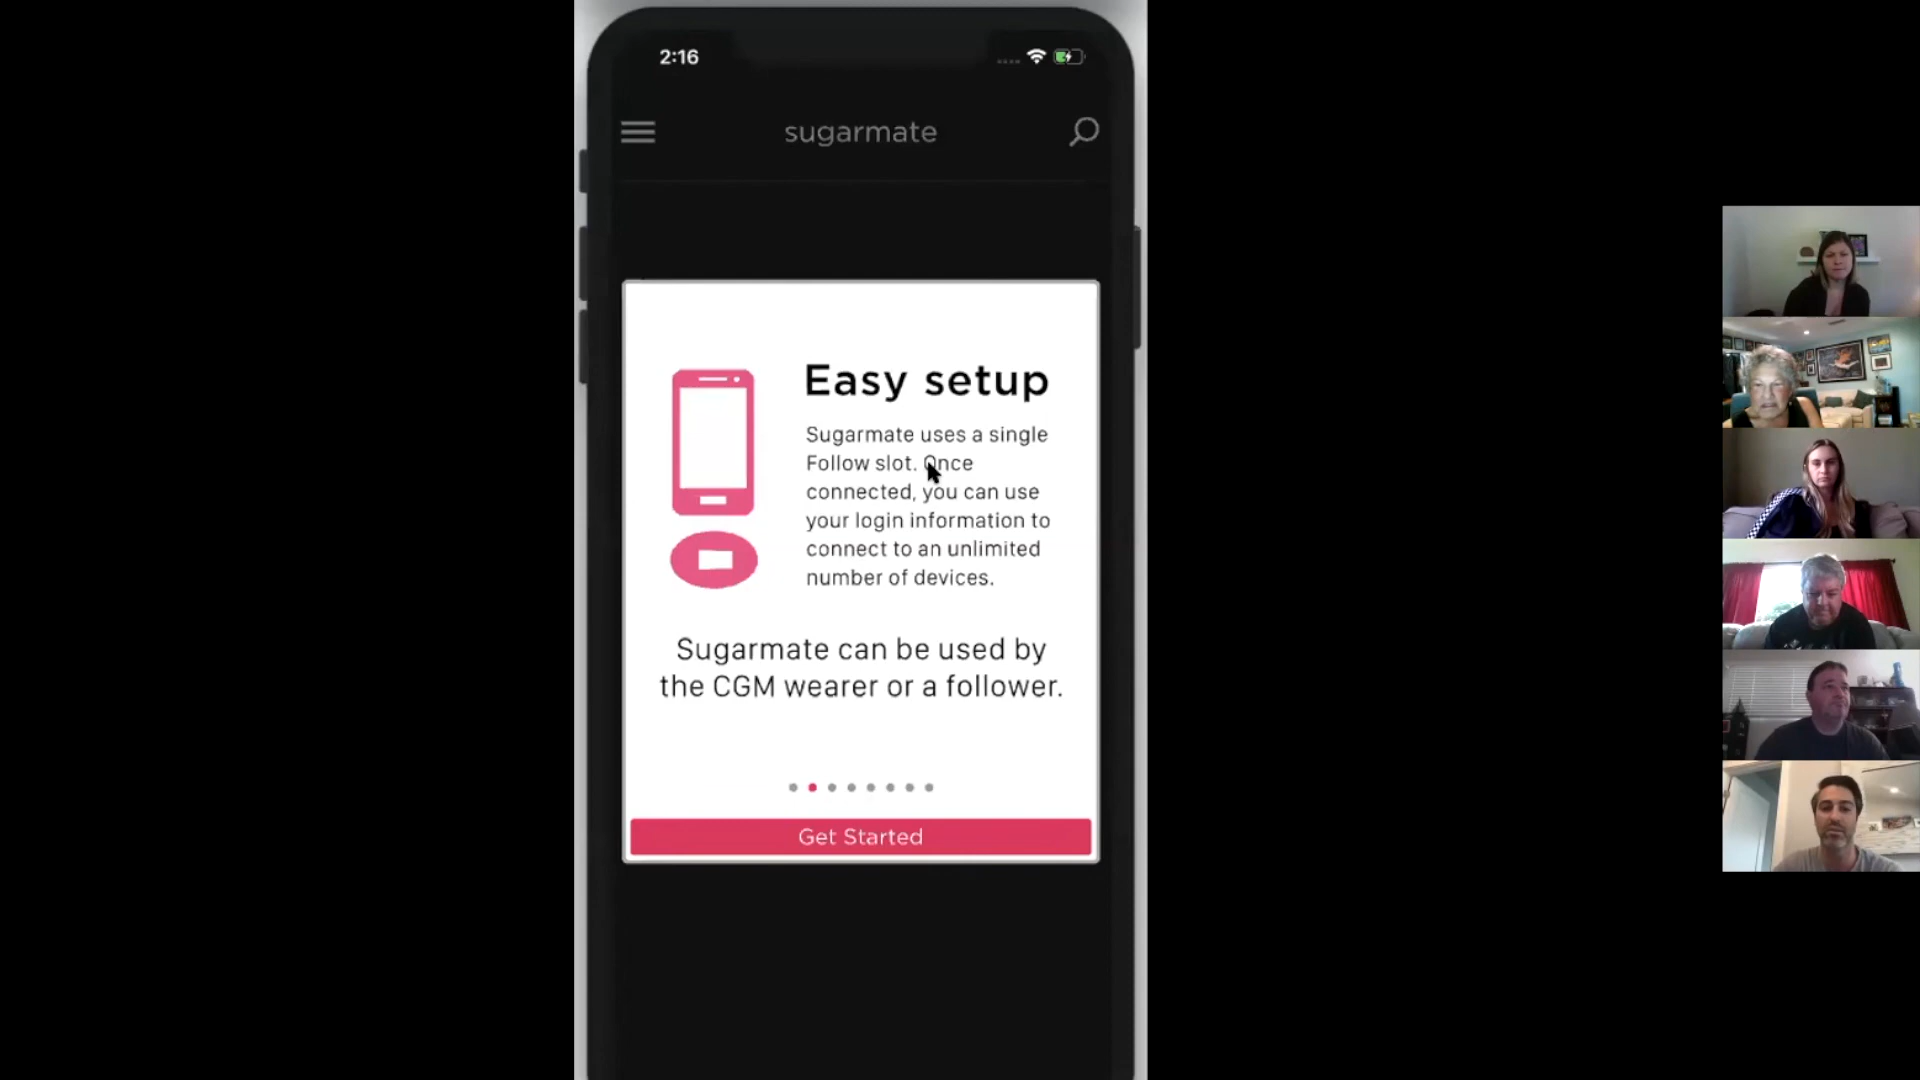 2:16
sugarmate
Easy setup
Sugarmate uses a single
Follow slot. Once
connected, you can use
your login information to
connect to an unlimited
number of devices.
Sugarmate can be used by
the CGM wearer or a follower.
Get Started